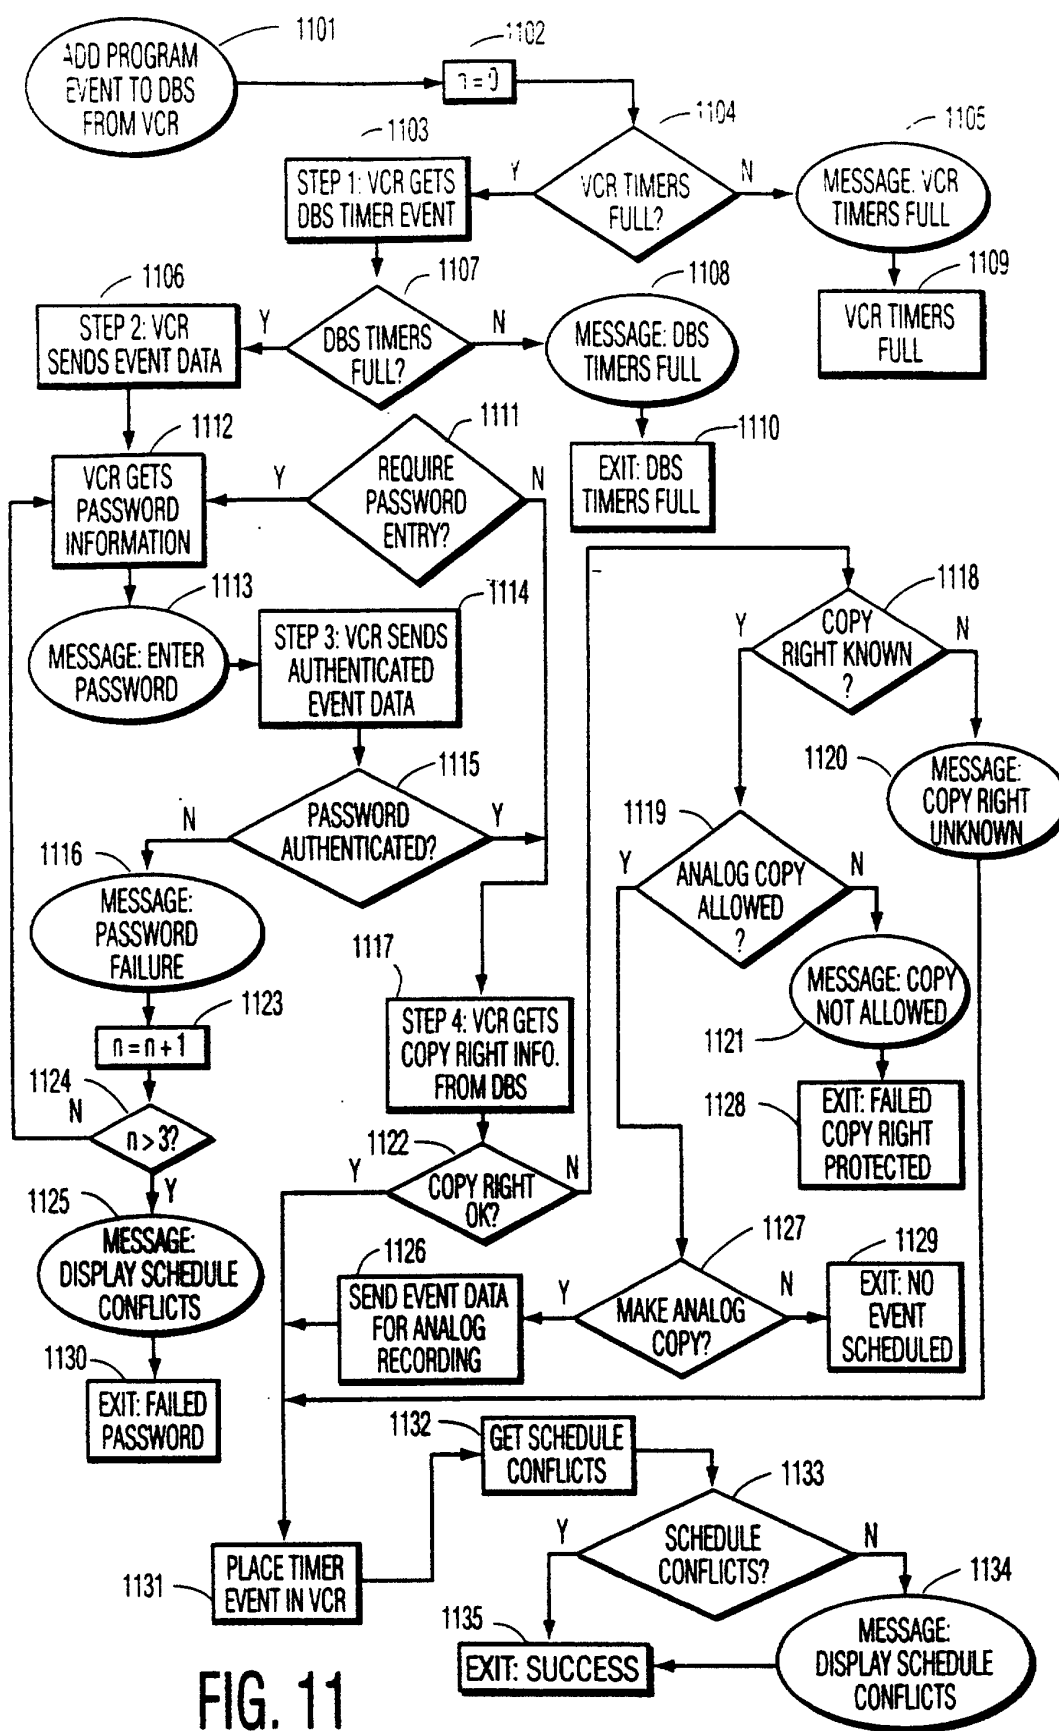 1101
ADD PROGRAM
EVENT TO DBS
FROM VCR
1102
n=0
1103
STEP 1: VCR GETS
DBS TIMER EVENT
Y
1104
VCR TIMERS
FULL?
N
1105
MESSAGE: VCR
TIMERS FULL
1106
STEP 2: VCR
SENDS EVENT DATA
Y
1107
DBS TIMERS
FULL?
N
1108
MESSAGE: DBS
TIMERS FULL
1109
VCR TIMERS
FULL
1112
VCR GETS
PASSWORD
INFORMATION
Y
1111
REQUIRE
PASSWORD
ENTRY?
N
1110
EXIT: DBS
TIMERS FULL
1113
MESSAGE: ENTER
PASSWORD
1114
STEP 3: VCR SENDS
AUTHENTICATED
EVENT DATA
1118
Y
COPY
RIGHT KNOWN
?
N
1115
N
PASSWORD
AUTHENTICATED?
Y
1120
MESSAGE:
COPY RIGHT
UNKNOWN
1119
Y
ANALOG COPY
ALLOWED
?
N
1116
MESSAGE:
PASSWORD
FAILURE
1117
STEP 4: VCR GETS
COPY RIGHT INFO.
FROM DBS
MESSAGE: COPY
NOT ALLOWED
1121
1123
n=n+1
1124
N
n>3?
Y
1128
EXIT: FAILED
COPY RIGHT
PROTECTED
1122
Y
COPY RIGHT
OK?
N
1125
MESSAGE:
DISPLAY SCHEDULE
CONFLICTS
1126
SEND EVENT DATA
FOR ANALOG
RECORDING
Y
1127
MAKE ANALOG
COPY?
N
1129
EXIT: NO
EVENT
SCHEDULED
1130
EXIT: FAILED
PASSWORD
1132
GET SCHEDULE
CONFLICTS
1133
Y
SCHEDULE
CONFLICTS?
N
1131
PLACE TIMER
EVENT IN VCR
1134
MESSAGE:
DISPLAY SCHEDULE
CONFLICTS
1135
EXIT: SUCCESS
FIG. 11